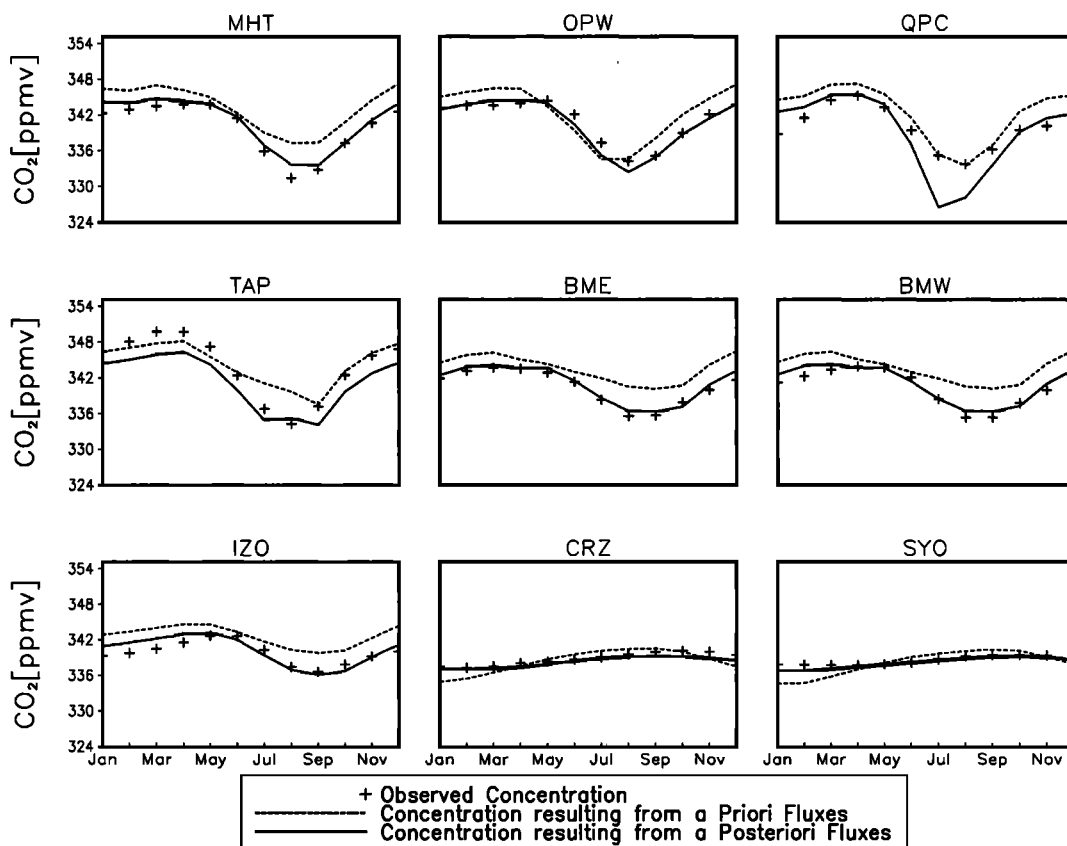 MHT OPW QPC
CO₂[ppmv]
354
348
342
336
330
324
TAP BME BMW
CO₂[ppmv]
354
348
342
336
330
324
IZO CRZ SYO
CO₂[ppmv]
354
348
342
336
330
324
Jan Mar May Jul Sep Nov Jan Mar May Jul Sep Nov Jan Mar May Jul Sep Nov
+ Observed Concentration
Concentration resulting from a Priori Fluxes
Concentration resulting from a Posteriori Fluxes